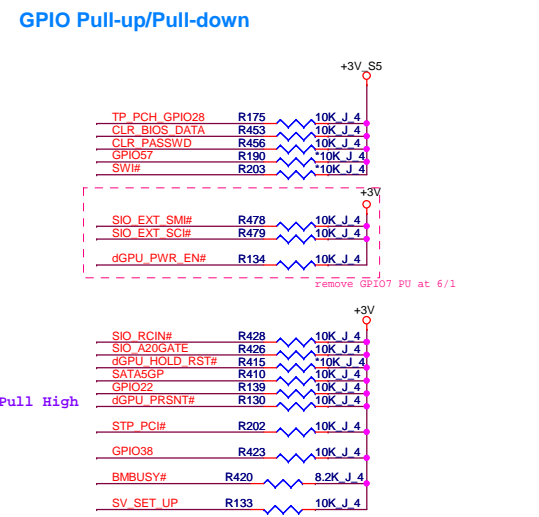 GPIO Pull-up/Pull-down
+3V_S5
TP_PCH_GPIO28 R175 10K_J_4
CLR_BIOS_DATA R453 10K_J_4
CLR_PASSWD R456 10K_J_4
GPIO57 R190 *10K_J_4
SWI# R203 *10K_J_4
+3V
SIO_EXT_SMI# R478 10K_J_4
SIO_EXT_SCI# R479 10K_J_4
dGPU_PWR_EN# R134 10K_J_4
remove GPIO7 PU at 6/1
+3V
SIO_RCIN# R428 10K_J_4
SIO_A20GATE R426 10K_J_4
dGPU_HOLD_RST# R415 *10K_J_4
SATA5GP R410 10K_J_4
GPIO22 R139 10K_J_4
Pull High dGPU_PRSNT# R130 10K_J_4
STP_PCI# R202 10K_J_4
GPIO38 R423 10K_J_4
BMBUSY# R420 8.2K_J_4
SV_SET_UP R133 10K_J_4